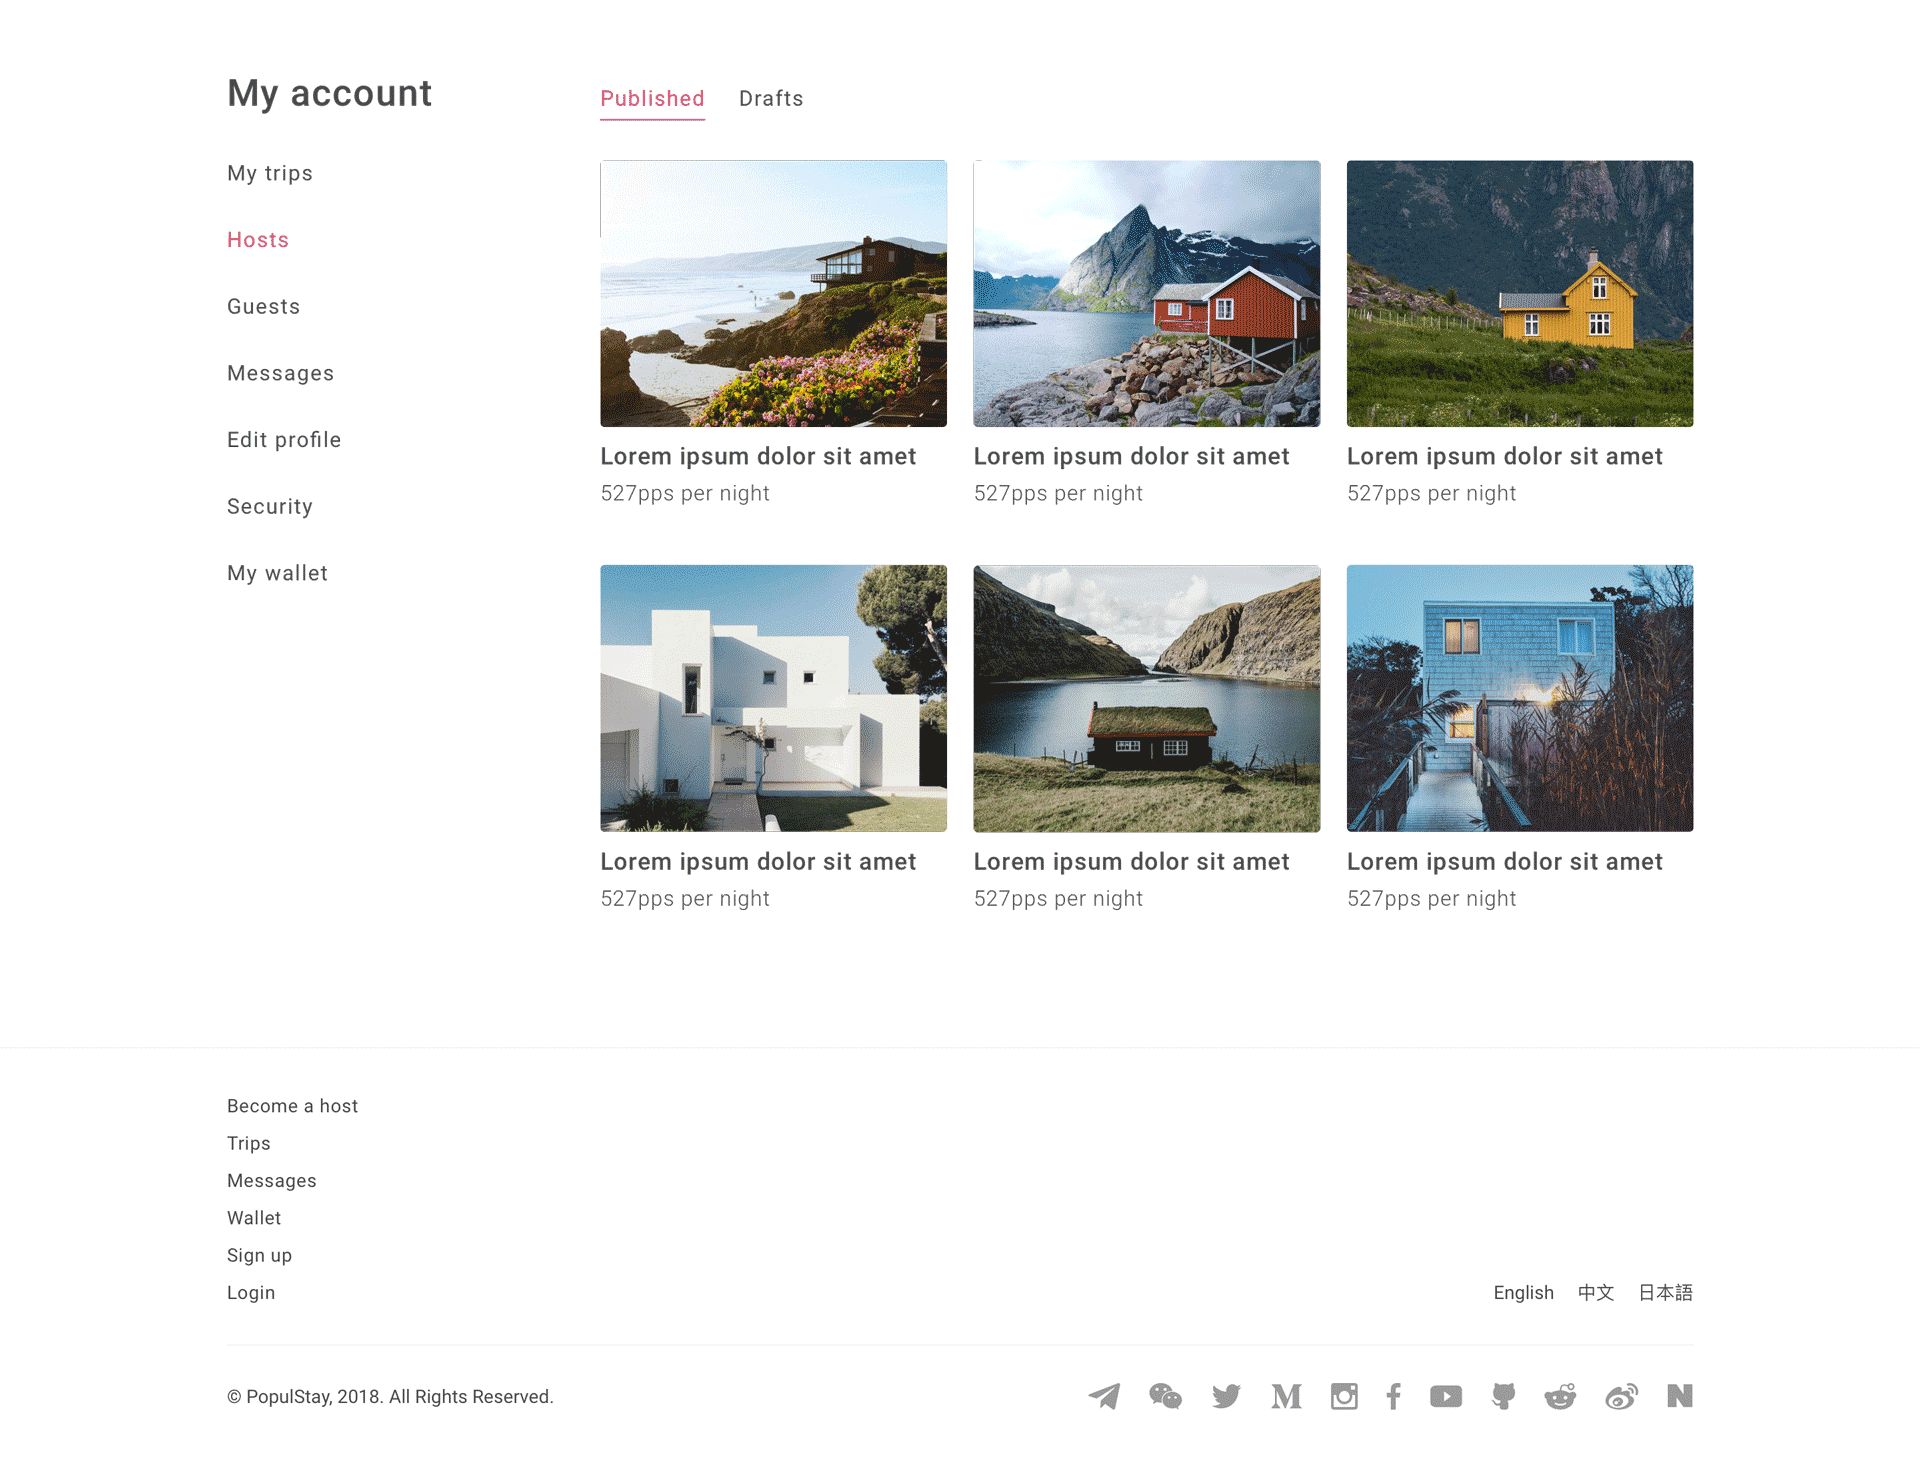 My account
My trips
Hosts
Guests
Messages
Edit profile
Security
My wallet
Published Drafts
Lorem ipsum dolor sit amet
527pps per night
Lorem ipsum dolor sit amet
527pps per night
Lorem ipsum dolor sit amet
527pps per night
Lorem ipsum dolor sit amet
527pps per night
Lorem ipsum dolor sit amet
527pps per night
Lorem ipsum dolor sit amet
527pps per night
Become a host
Trips
Messages
Wallet
Sign up
Login
English 中文 日本語
© PopulStay, 2018. All Rights Reserved.